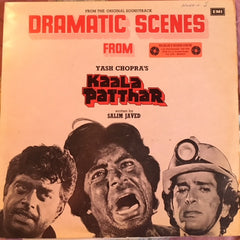 FROM THE ORIGINAL SOUNDTRACK
DRAMATIC SCENES
EMI
FROM
YASH CHOPRA'S
KAALA
PATTHAR
written by
SALIM JAVED